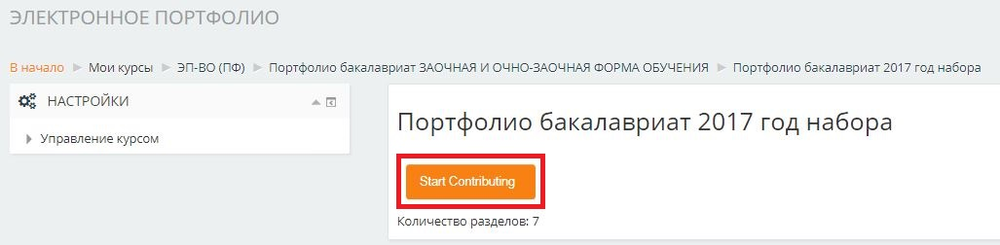 ЭЛЕКТРОННОЕ ПОРТФОЛИО
В начало ► Мои курсы ► ЭП-ВО (ПФ) ► Портфолио бакалавриат ЗАОЧНАЯ И ОЧНО-ЗАОЧНАЯ ФОРМА ОБУЧЕНИЯ ► Портфолио бакалавриат 2017 год набора
НАСТРОЙКИ
Управление курсом
Портфолио бакалавриат 2017 год набора
Start Contributing
Количество разделов: 7